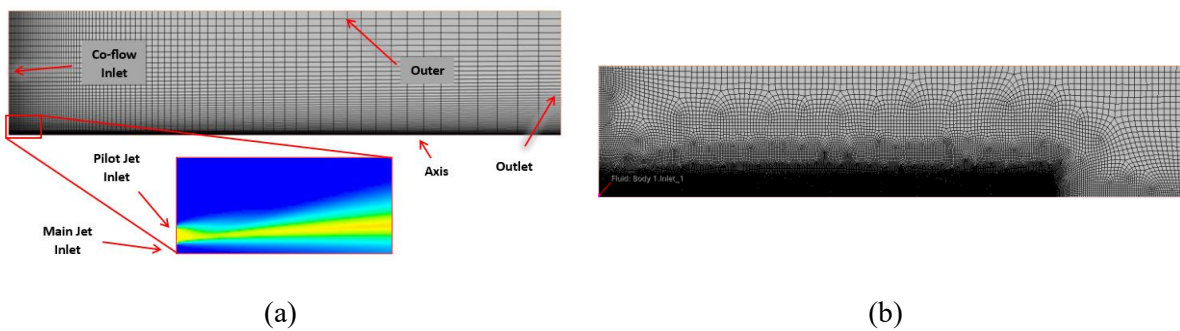 Co-flow
Inlet
Outer
Pilot Jet
Inlet
Axis
Outlet
Main Jet
Inlet
Fluid: Body 1.Inlet_1
(a)
(b)